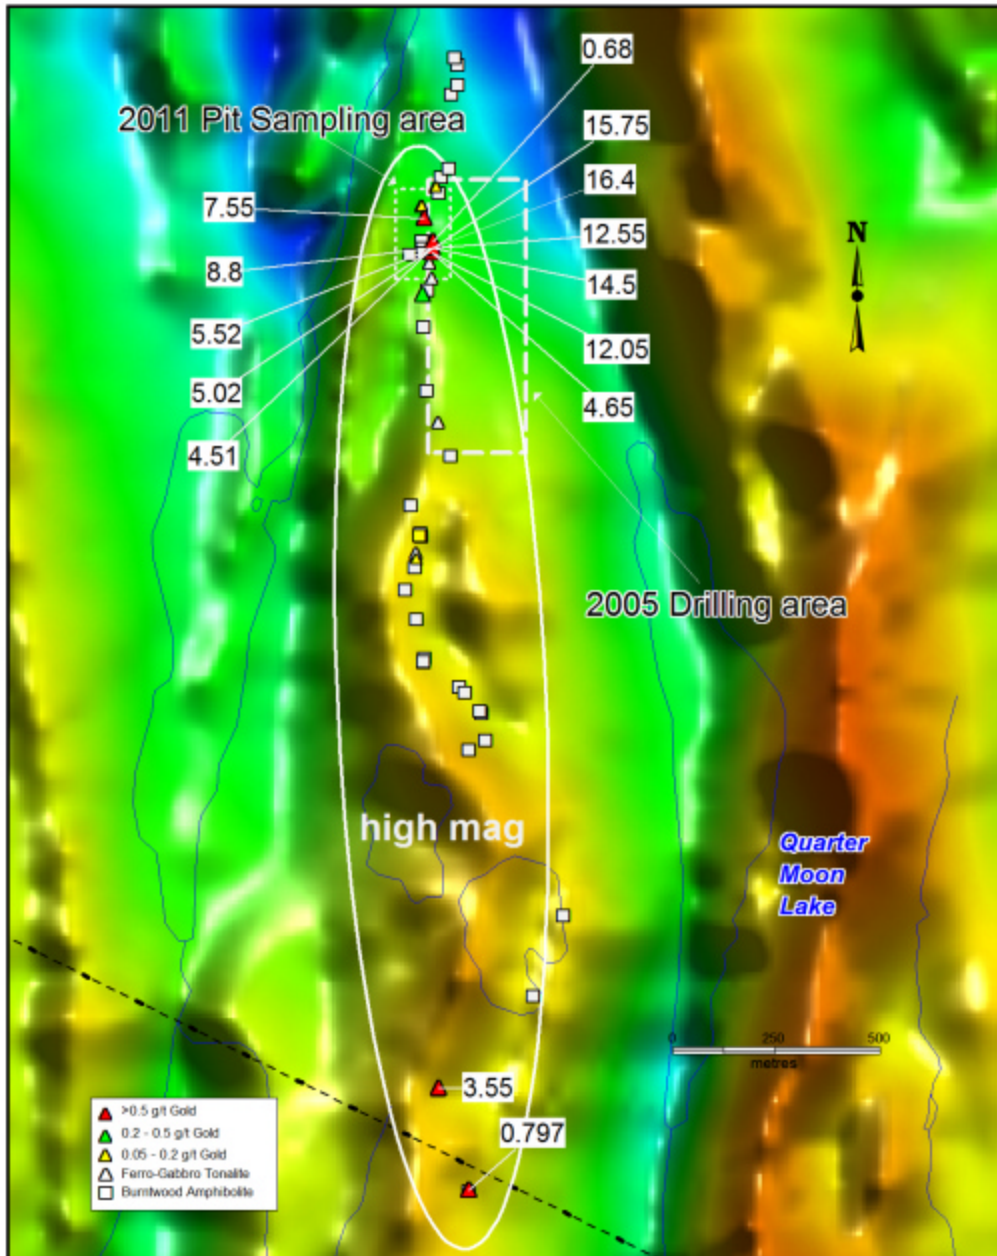 0.68
2011 Pit Sampling area
15.75
16.4
7.55
12.55
N
8.8
14.5
5.52
12.05
5.02
4.65
4.51
2005 Drilling area
high mag
Quarter
Moon
Lake
0 250 500
metres
3.55
0.797
>0.5 g/t Gold
0.2 - 0.5 g/t Gold
0.05 - 0.2 g/t Gold
Ferro-Gabbro Tonalite
Burntwood Amphibolite